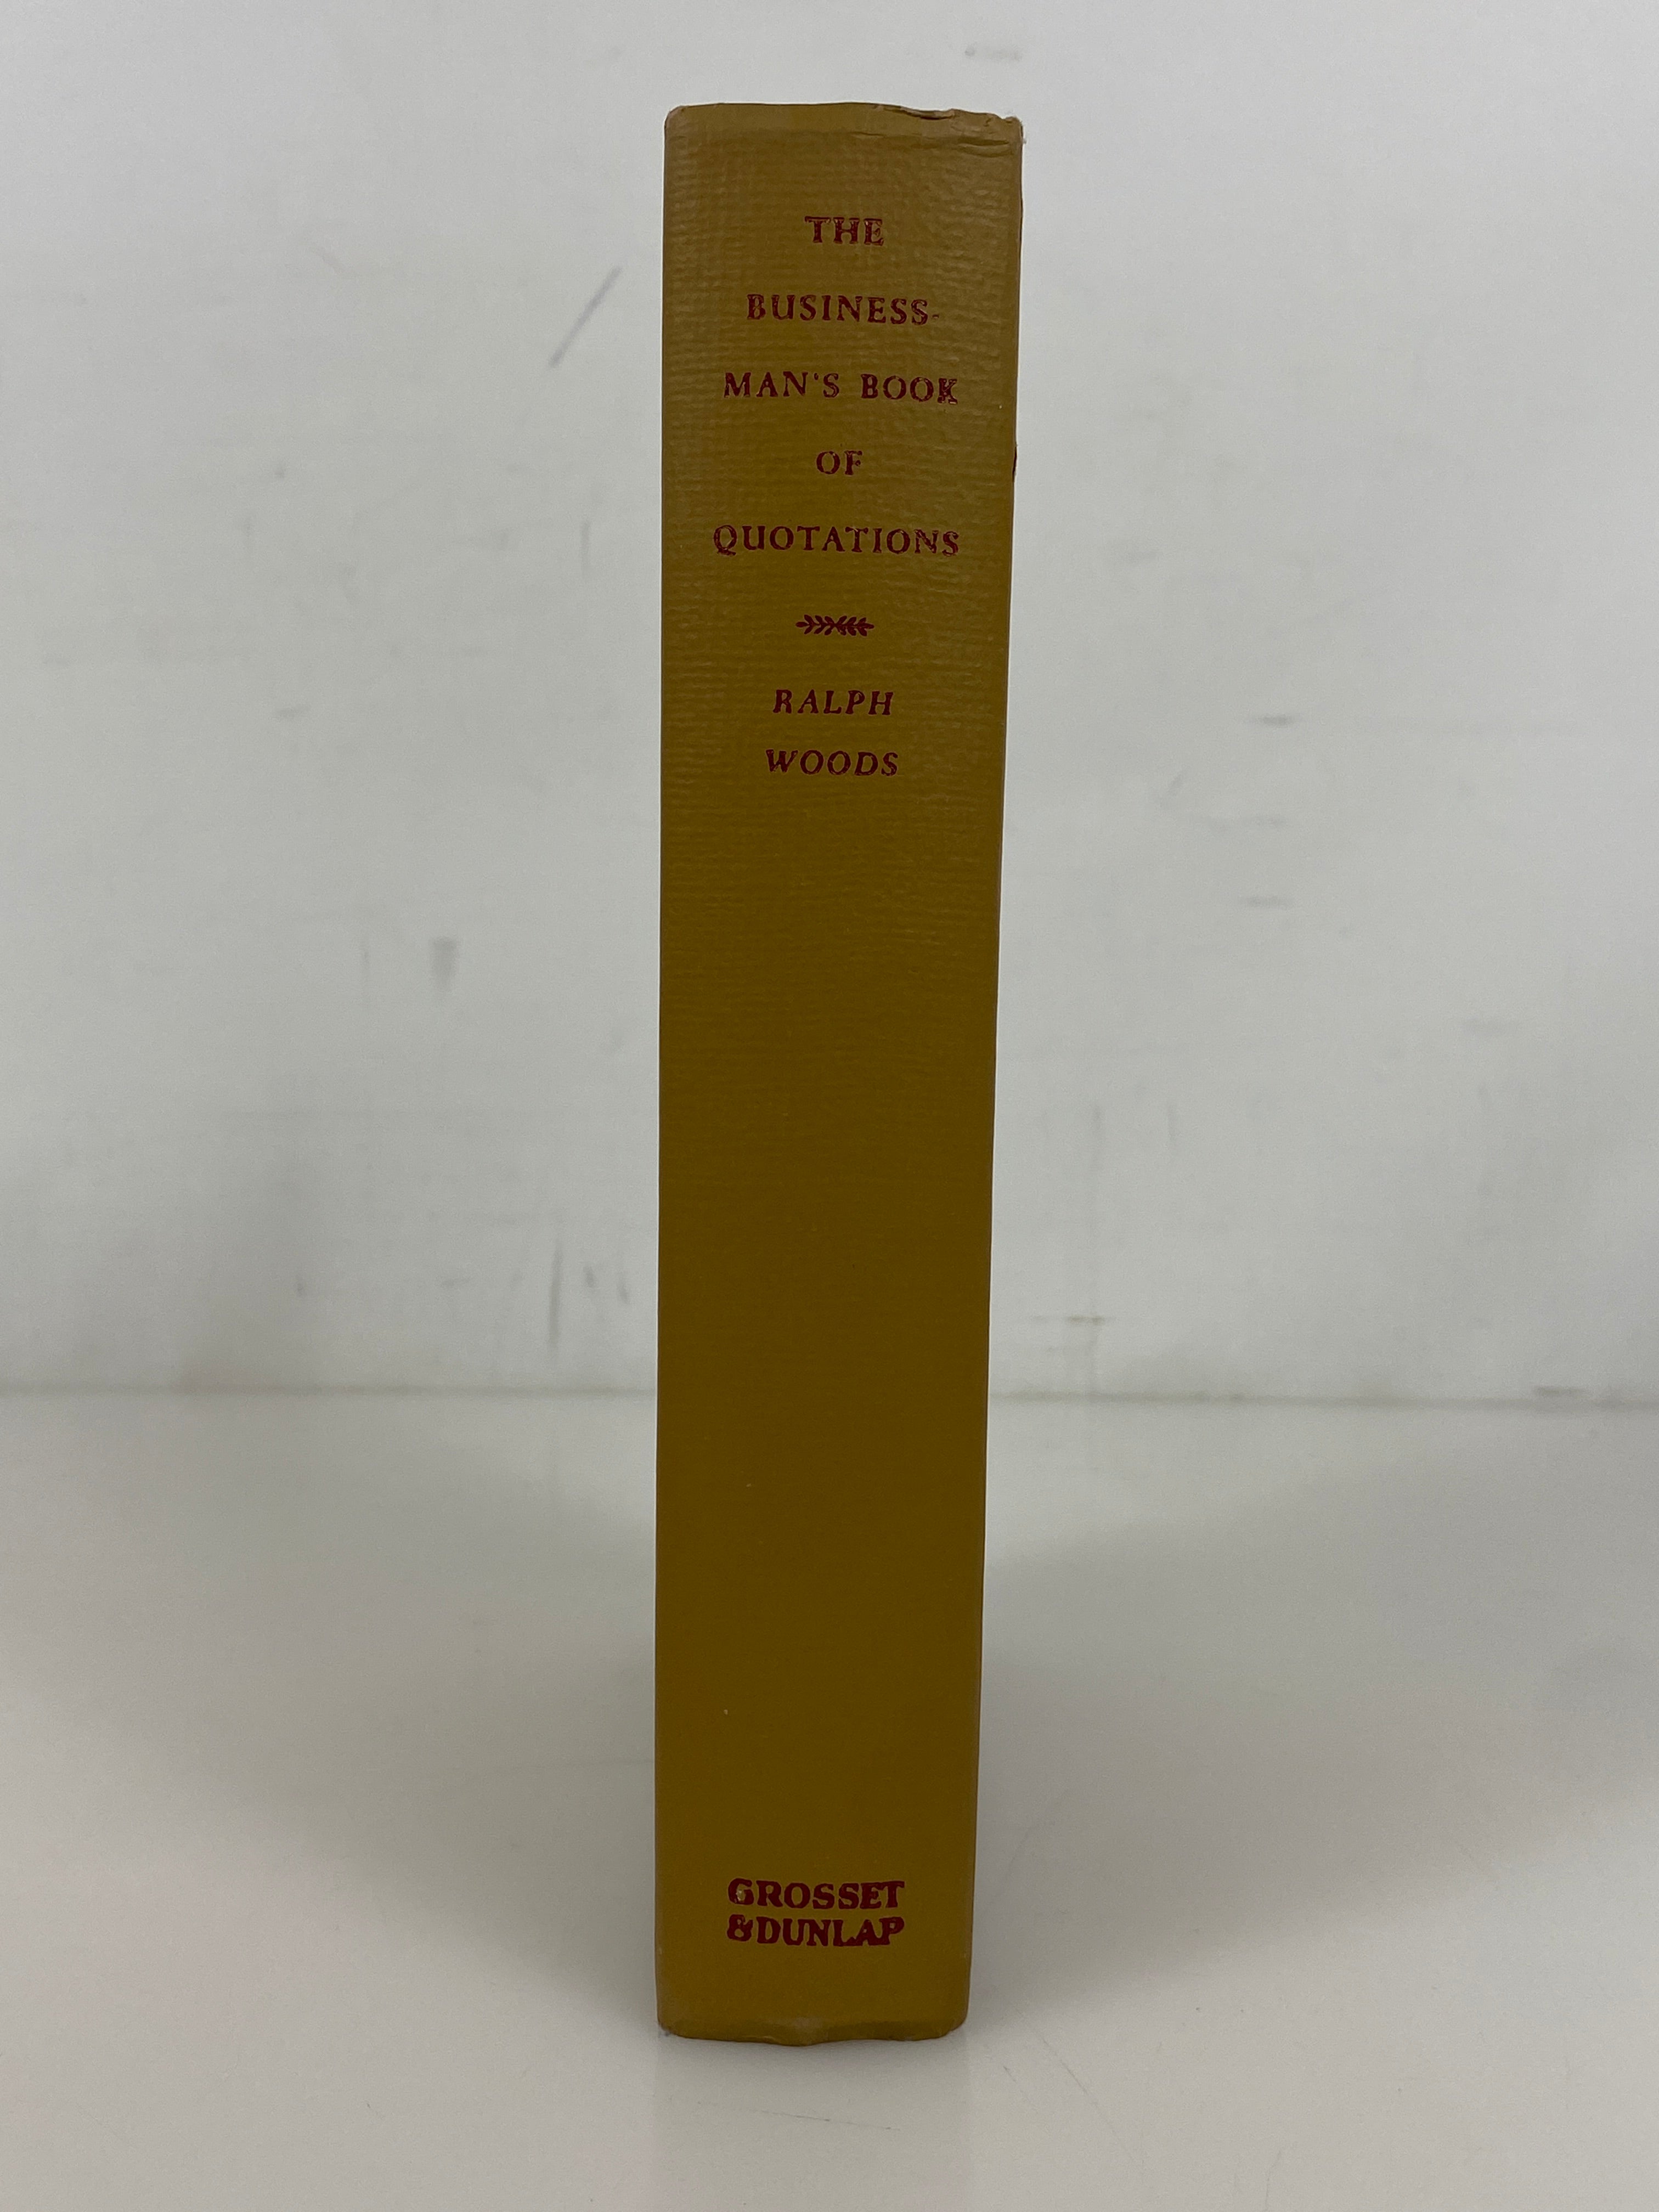 THE
BUSINESS-
MAN'S BOOK
OF
QUOTATIONS
RALPH
WOODS
GROSSET
& DUNLAP